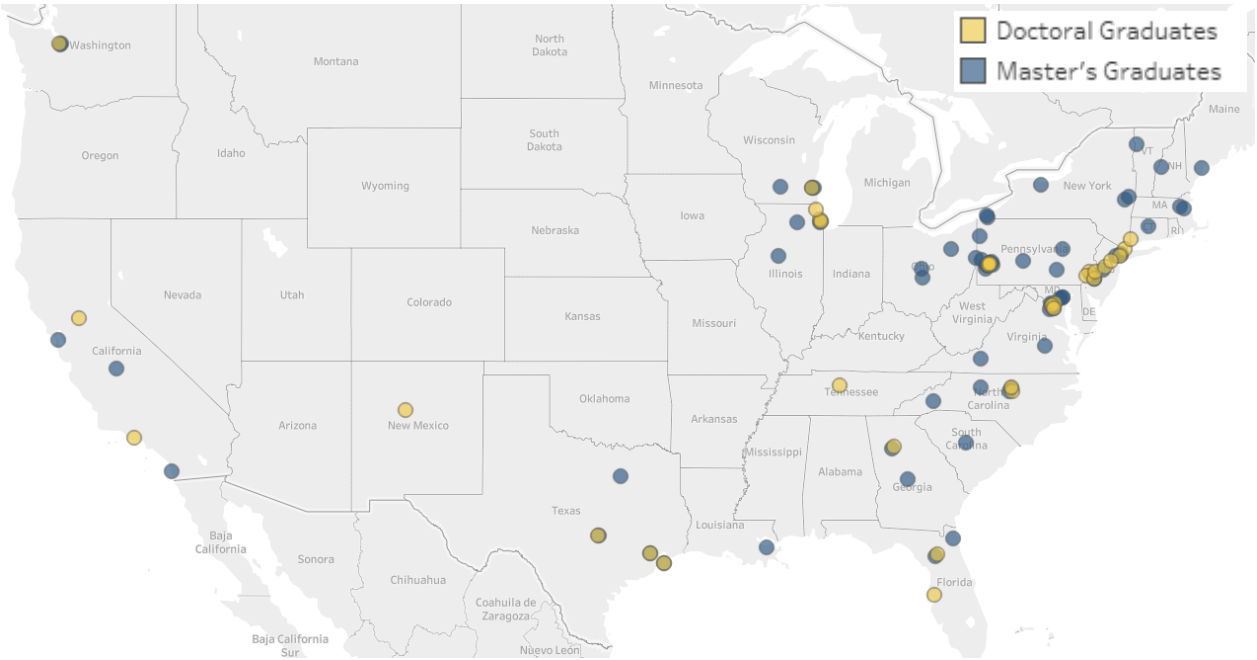 Doctoral Graduates
Master's Graduates
Washington
Montana
North
Dakota
Minnesota
Maine
Oregon
Idaho
South
Dakota
Wisconsin
VT
NH
Wyoming
Michigan
New York
Iowa
MA
RI
Nebraska
Pennsylvania
Nevada
Utah
Illinois
Indiana
Ohio
Colorado
MD
DE
West
Virginia
Kansas
Missouri
Kentucky
Virginia
California
Tennessee
North
Carolina
Oklahoma
Arkansas
Arizona
New Mexico
South
Carolina
Mississippi
Alabama
Georgia
Texas
Louisiana
Baja
California
Sonora
Chihuahua
Florida
Coahuila de
Zaragoza
Baja California
Sur
Nuevo León